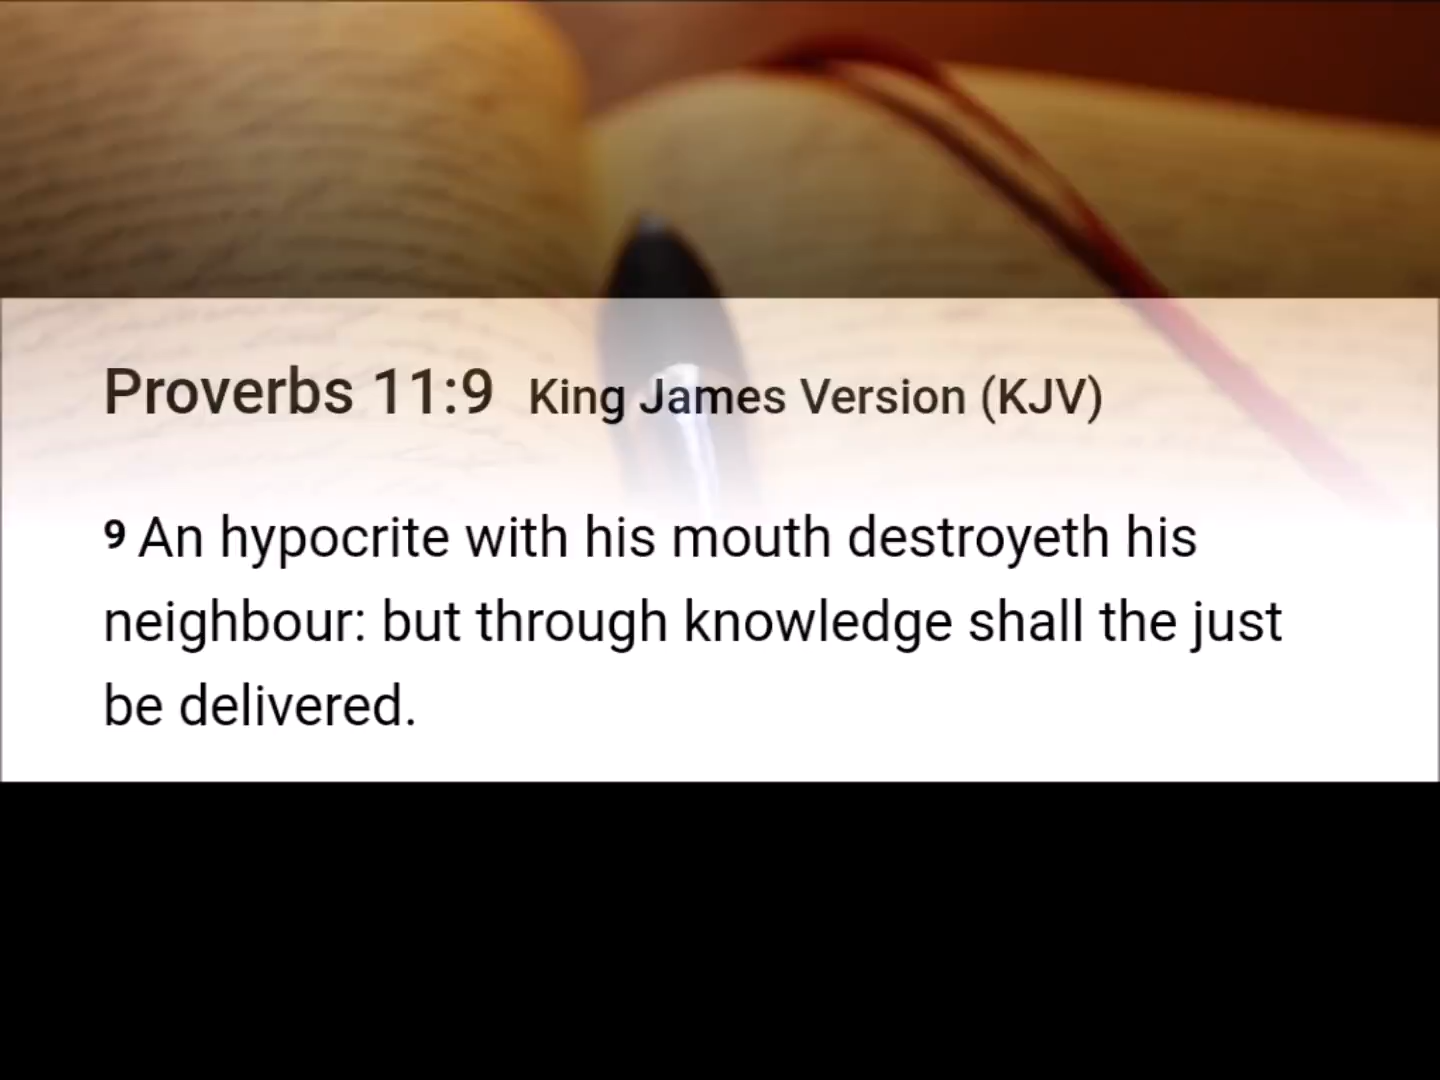 Proverbs 11:9 King James Version (KJV)
9 An hypocrite with his mouth destroyeth his
neighbour: but through knowledge shall the just
be delivered.